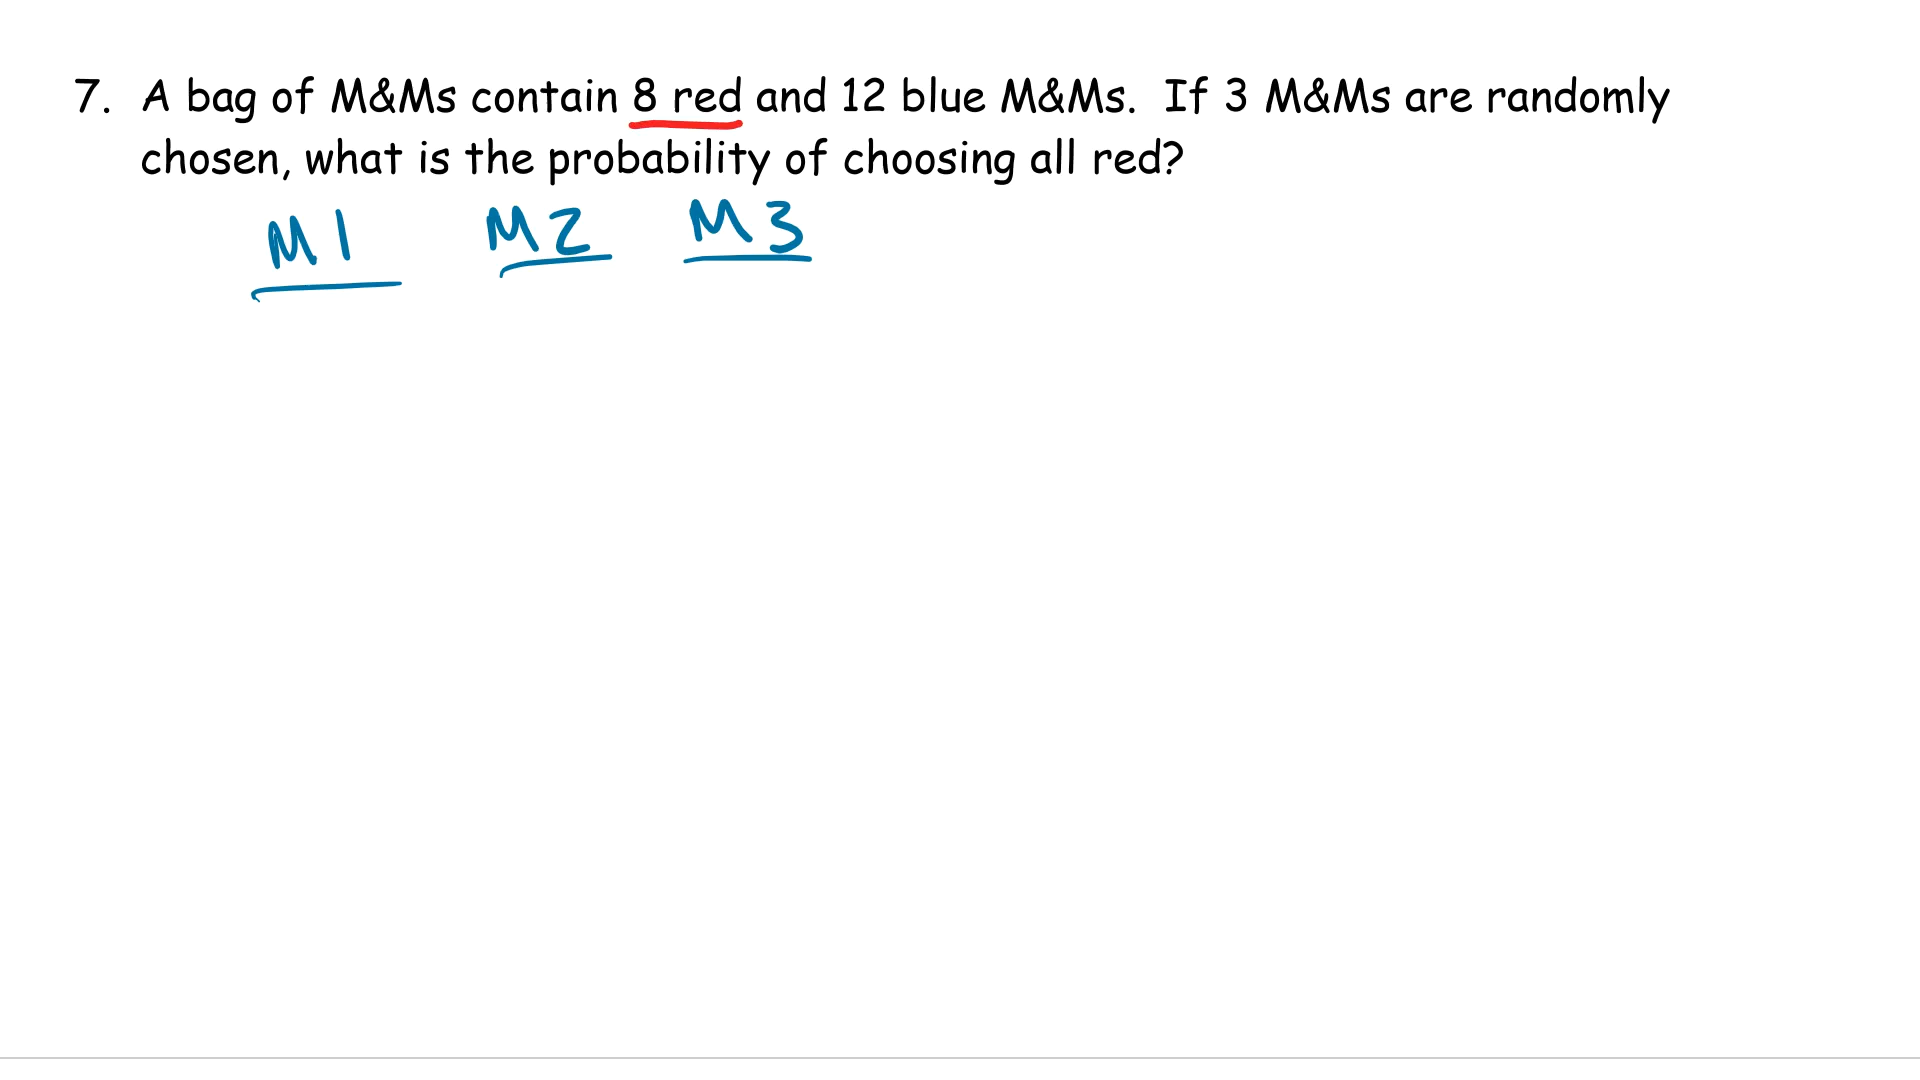 7. A bag of M&Ms contain 8 red and 12 blue M&Ms. If 3 M&Ms are randomly
chosen, what is the probability of choosing all red?
M1 M2 M3